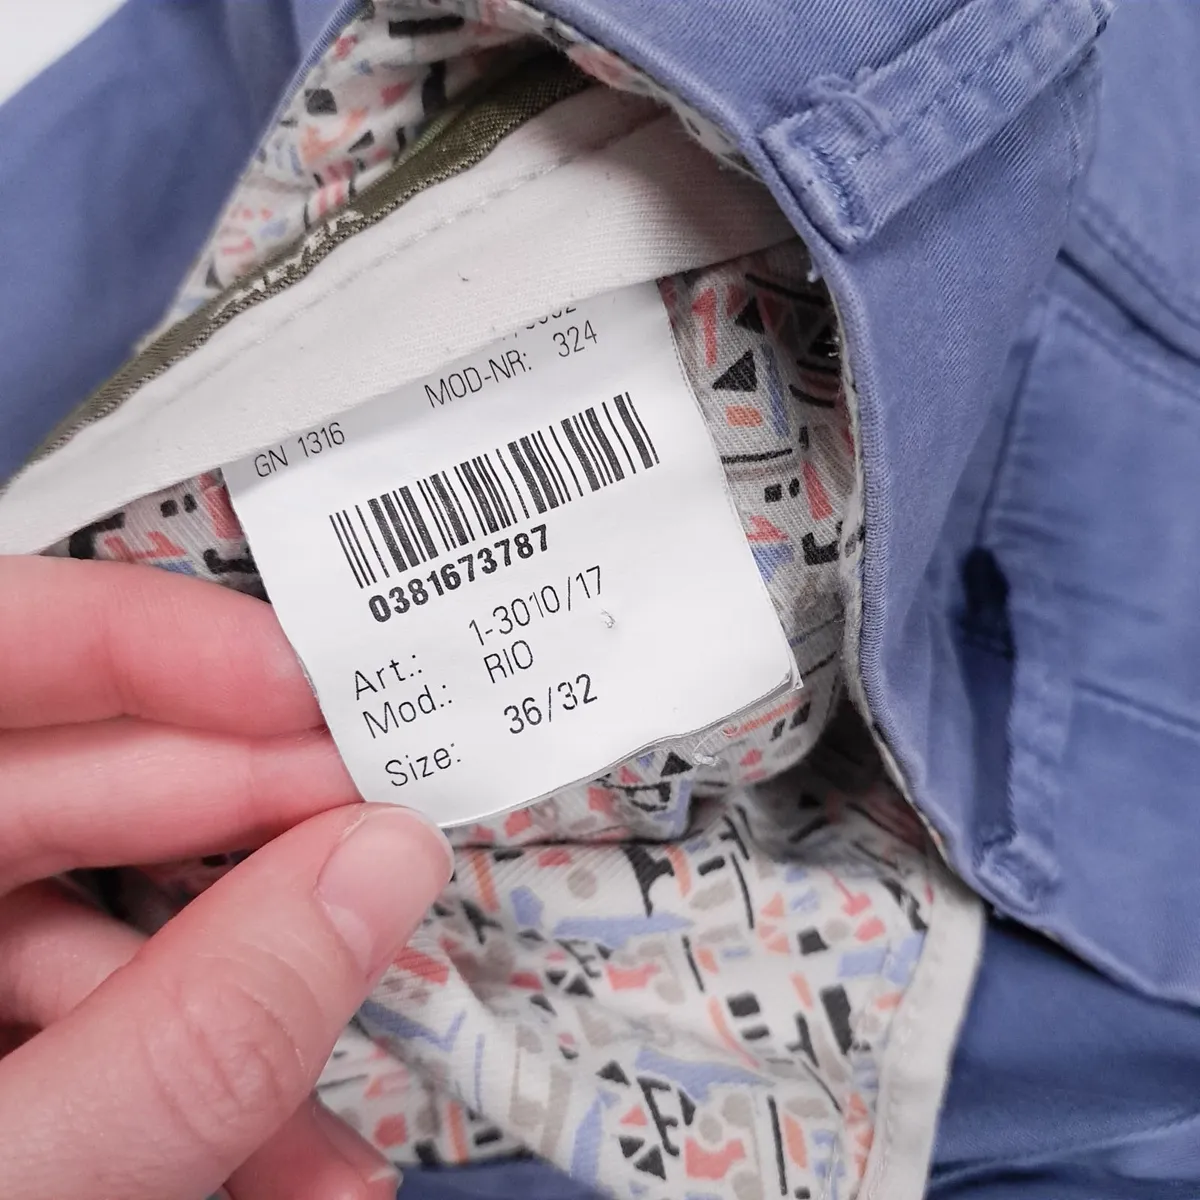 MOD-NR: 324
GN 1316
0381673787
Art.: 1-3010/17
Mod.: RIO
Size: 36/32